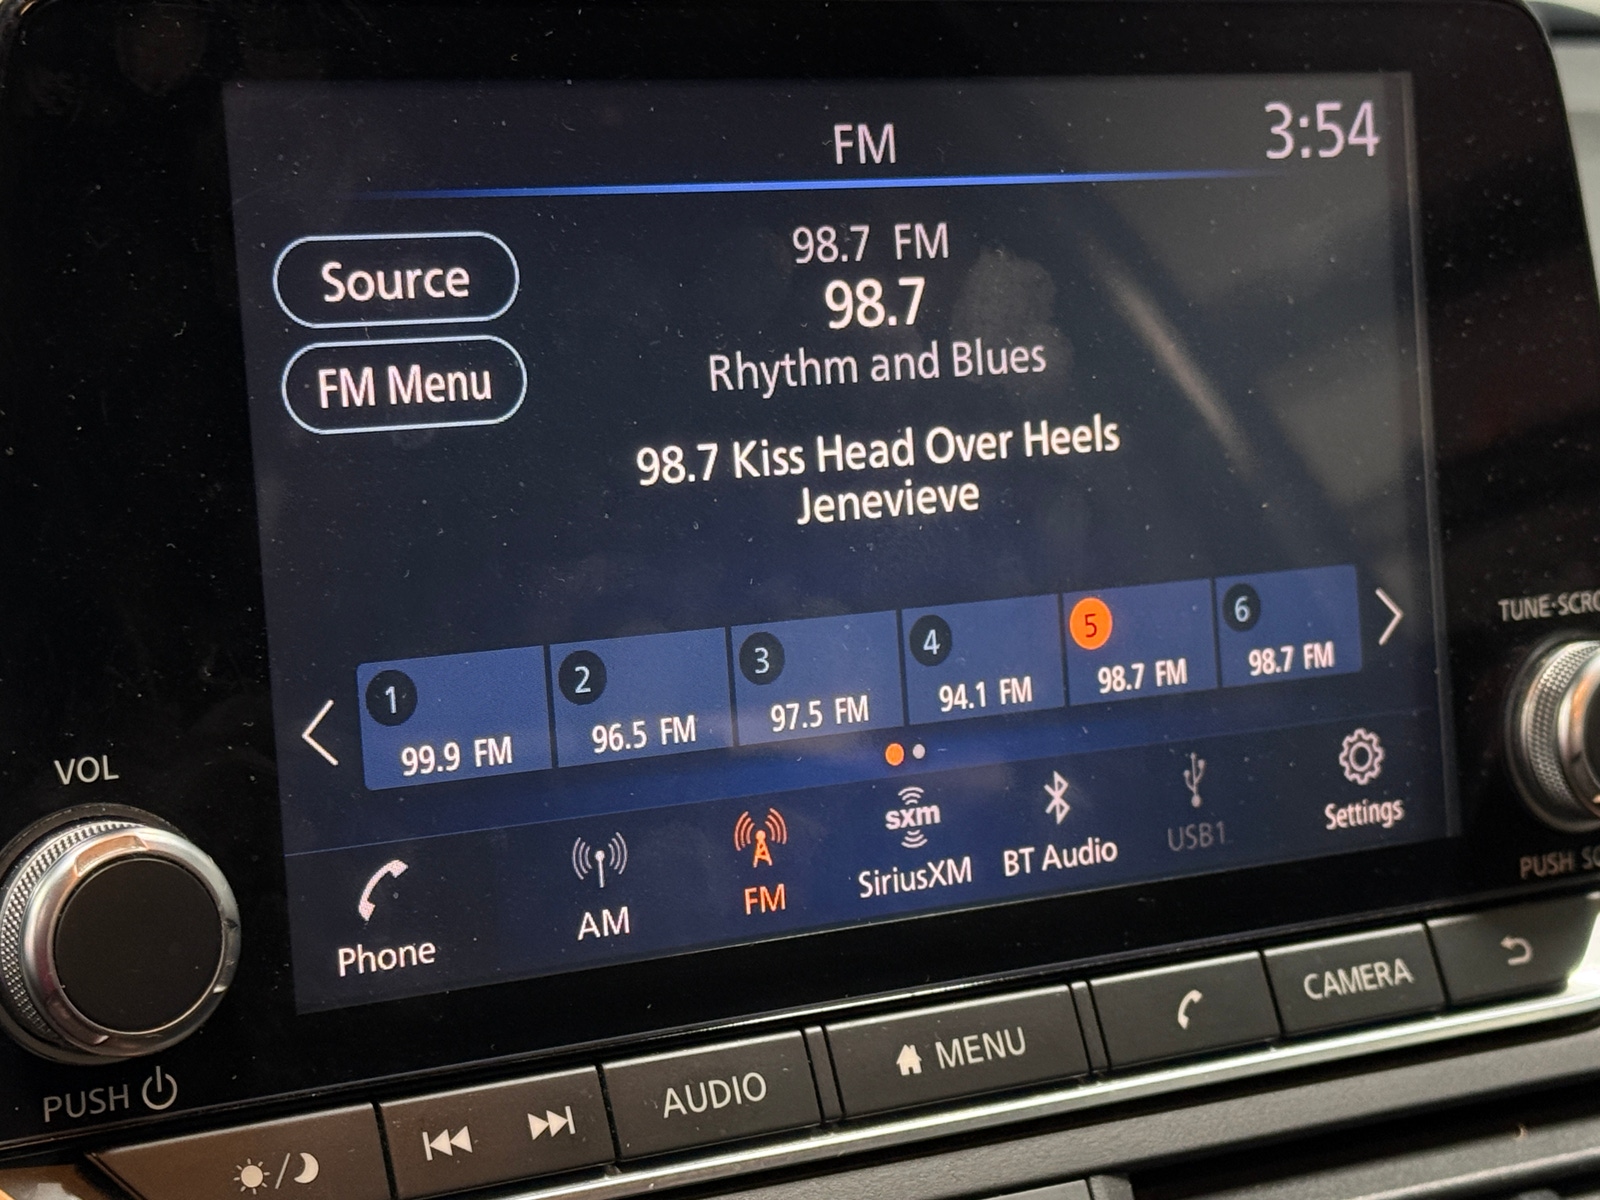 FM
3:54
Source
FM Menu
98.7 FM
98.7
Rhythm and Blues
98.7 Kiss Head Over Heels
Jenevieve
1
99.9 FM
2
96.5 FM
3
97.5 FM
4
94.1 FM
5
98.7 FM
6
98.7 FM
Phone
AM
FM
sxm
SiriusXM
BT Audio
USB1
Settings
VOL
PUSH
TUNE·SCRO
PUSH SO
AUDIO
MENU
CAMERA